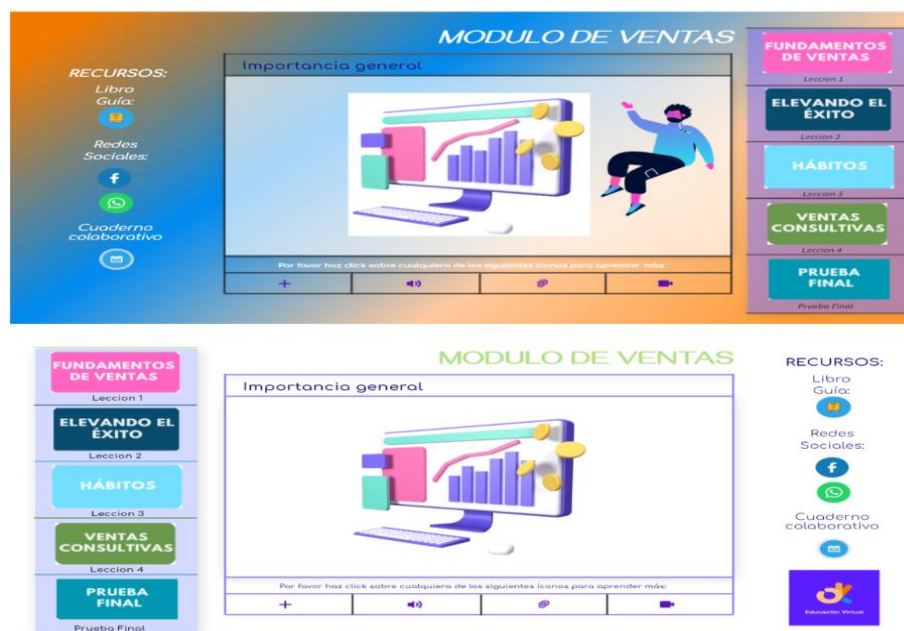 MODULO DE VENTAS
RECURSOS:
Libro
Guía:
Redes
Sociales:
Cuaderno
colaborativo
Importancia general
Por favor haz click sobre cualquiera de los siguientes íconos para aprender más:
FUNDAMENTOS
DE VENTAS
Leccion 1
ELEVANDO EL
ÉXITO
Leccion 2
HÁBITOS
Leccion 3
VENTAS
CONSULTIVAS
Leccion 4
PRUEBA
FINAL
Prueba Final
FUNDAMENTOS
DE VENTAS
Leccion 1
ELEVANDO EL
ÉXITO
Leccion 2
HÁBITOS
Leccion 3
VENTAS
CONSULTIVAS
Leccion 4
PRUEBA
FINAL
Prueba Final
MODULO DE VENTAS
Importancia general
Por favor haz click sobre cualquiera de los siguientes íconos para aprender más:
RECURSOS:
Libro
Guía:
Redes
Sociales:
Cuaderno
colaborativo
Educación Virtual